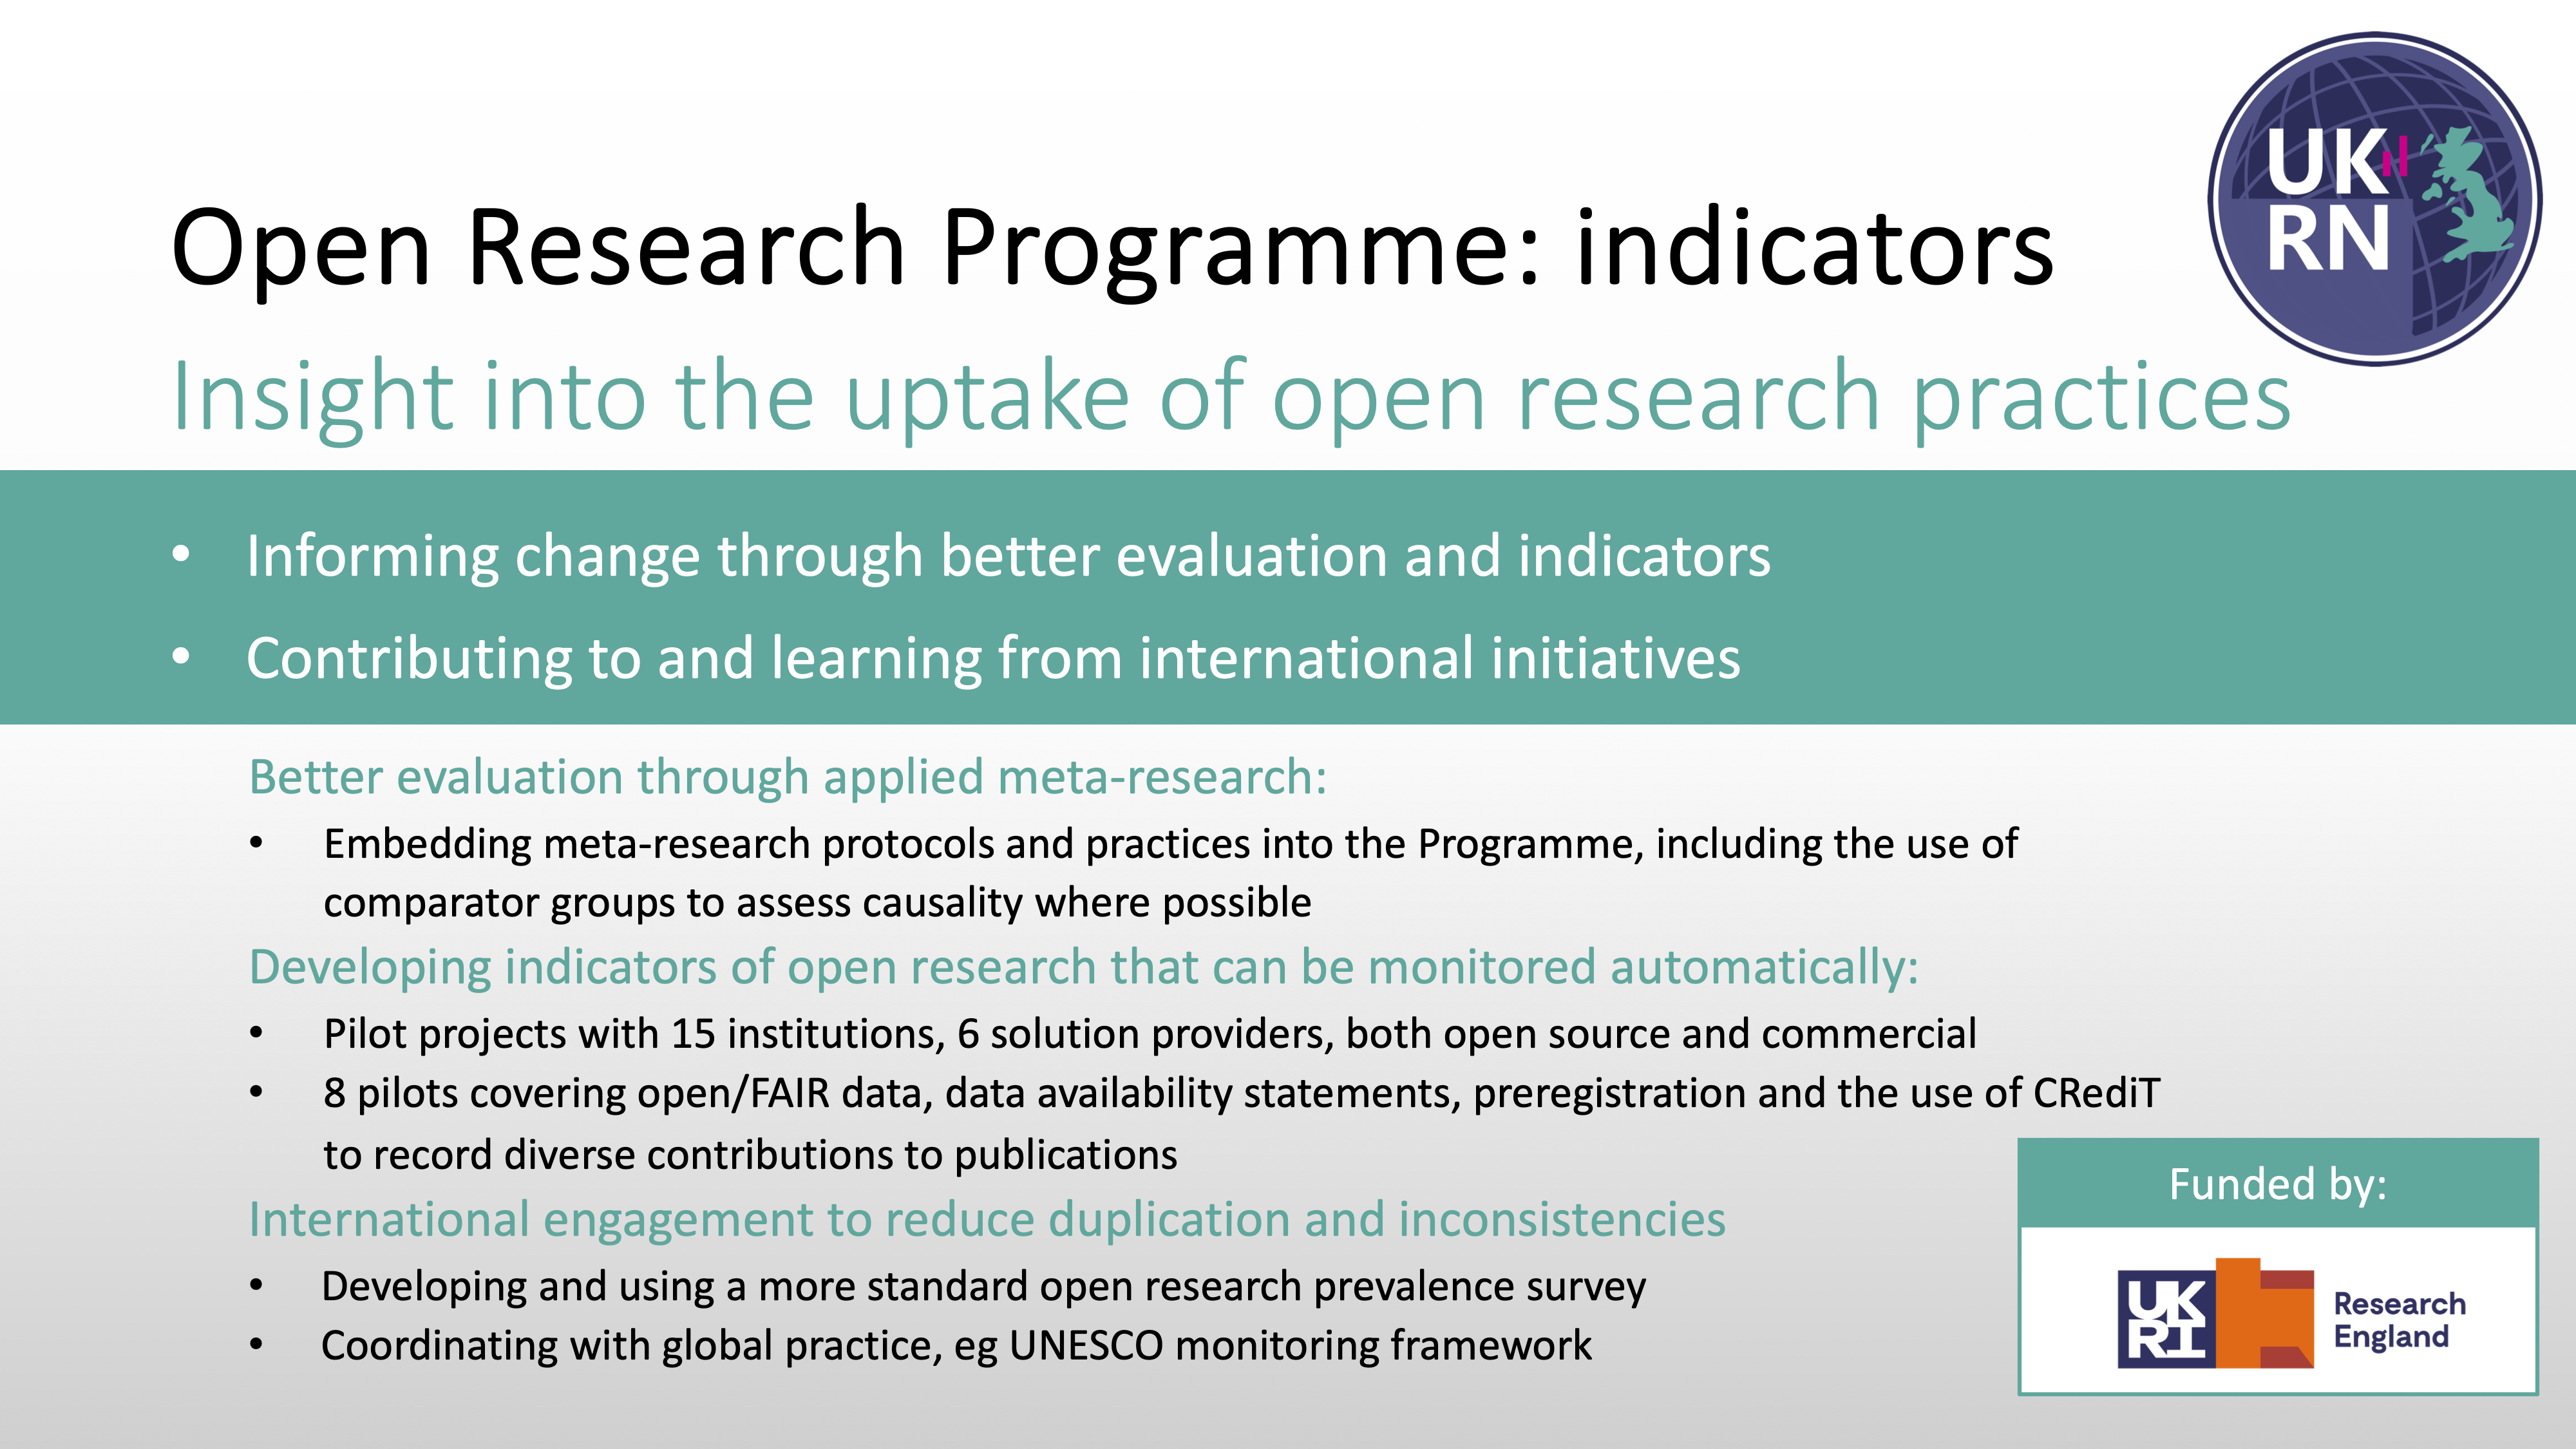 UK
RN
Open Research Programme: indicators
Insight into the uptake of open research practices
• Informing change through better evaluation and indicators
• Contributing to and learning from international initiatives
Better evaluation through applied meta-research:
• Embedding meta-research protocols and practices into the Programme, including the use of
comparator groups to assess causality where possible
Developing indicators of open research that can be monitored automatically:
• Pilot projects with 15 institutions, 6 solution providers, both open source and commercial
• 8 pilots covering open/FAIR data, data availability statements, preregistration and the use of CRediT
to record diverse contributions to publications
International engagement to reduce duplication and inconsistencies
• Developing and using a more standard open research prevalence survey
• Coordinating with global practice, eg UNESCO monitoring framework
Funded by:
UK
RI
Research
England